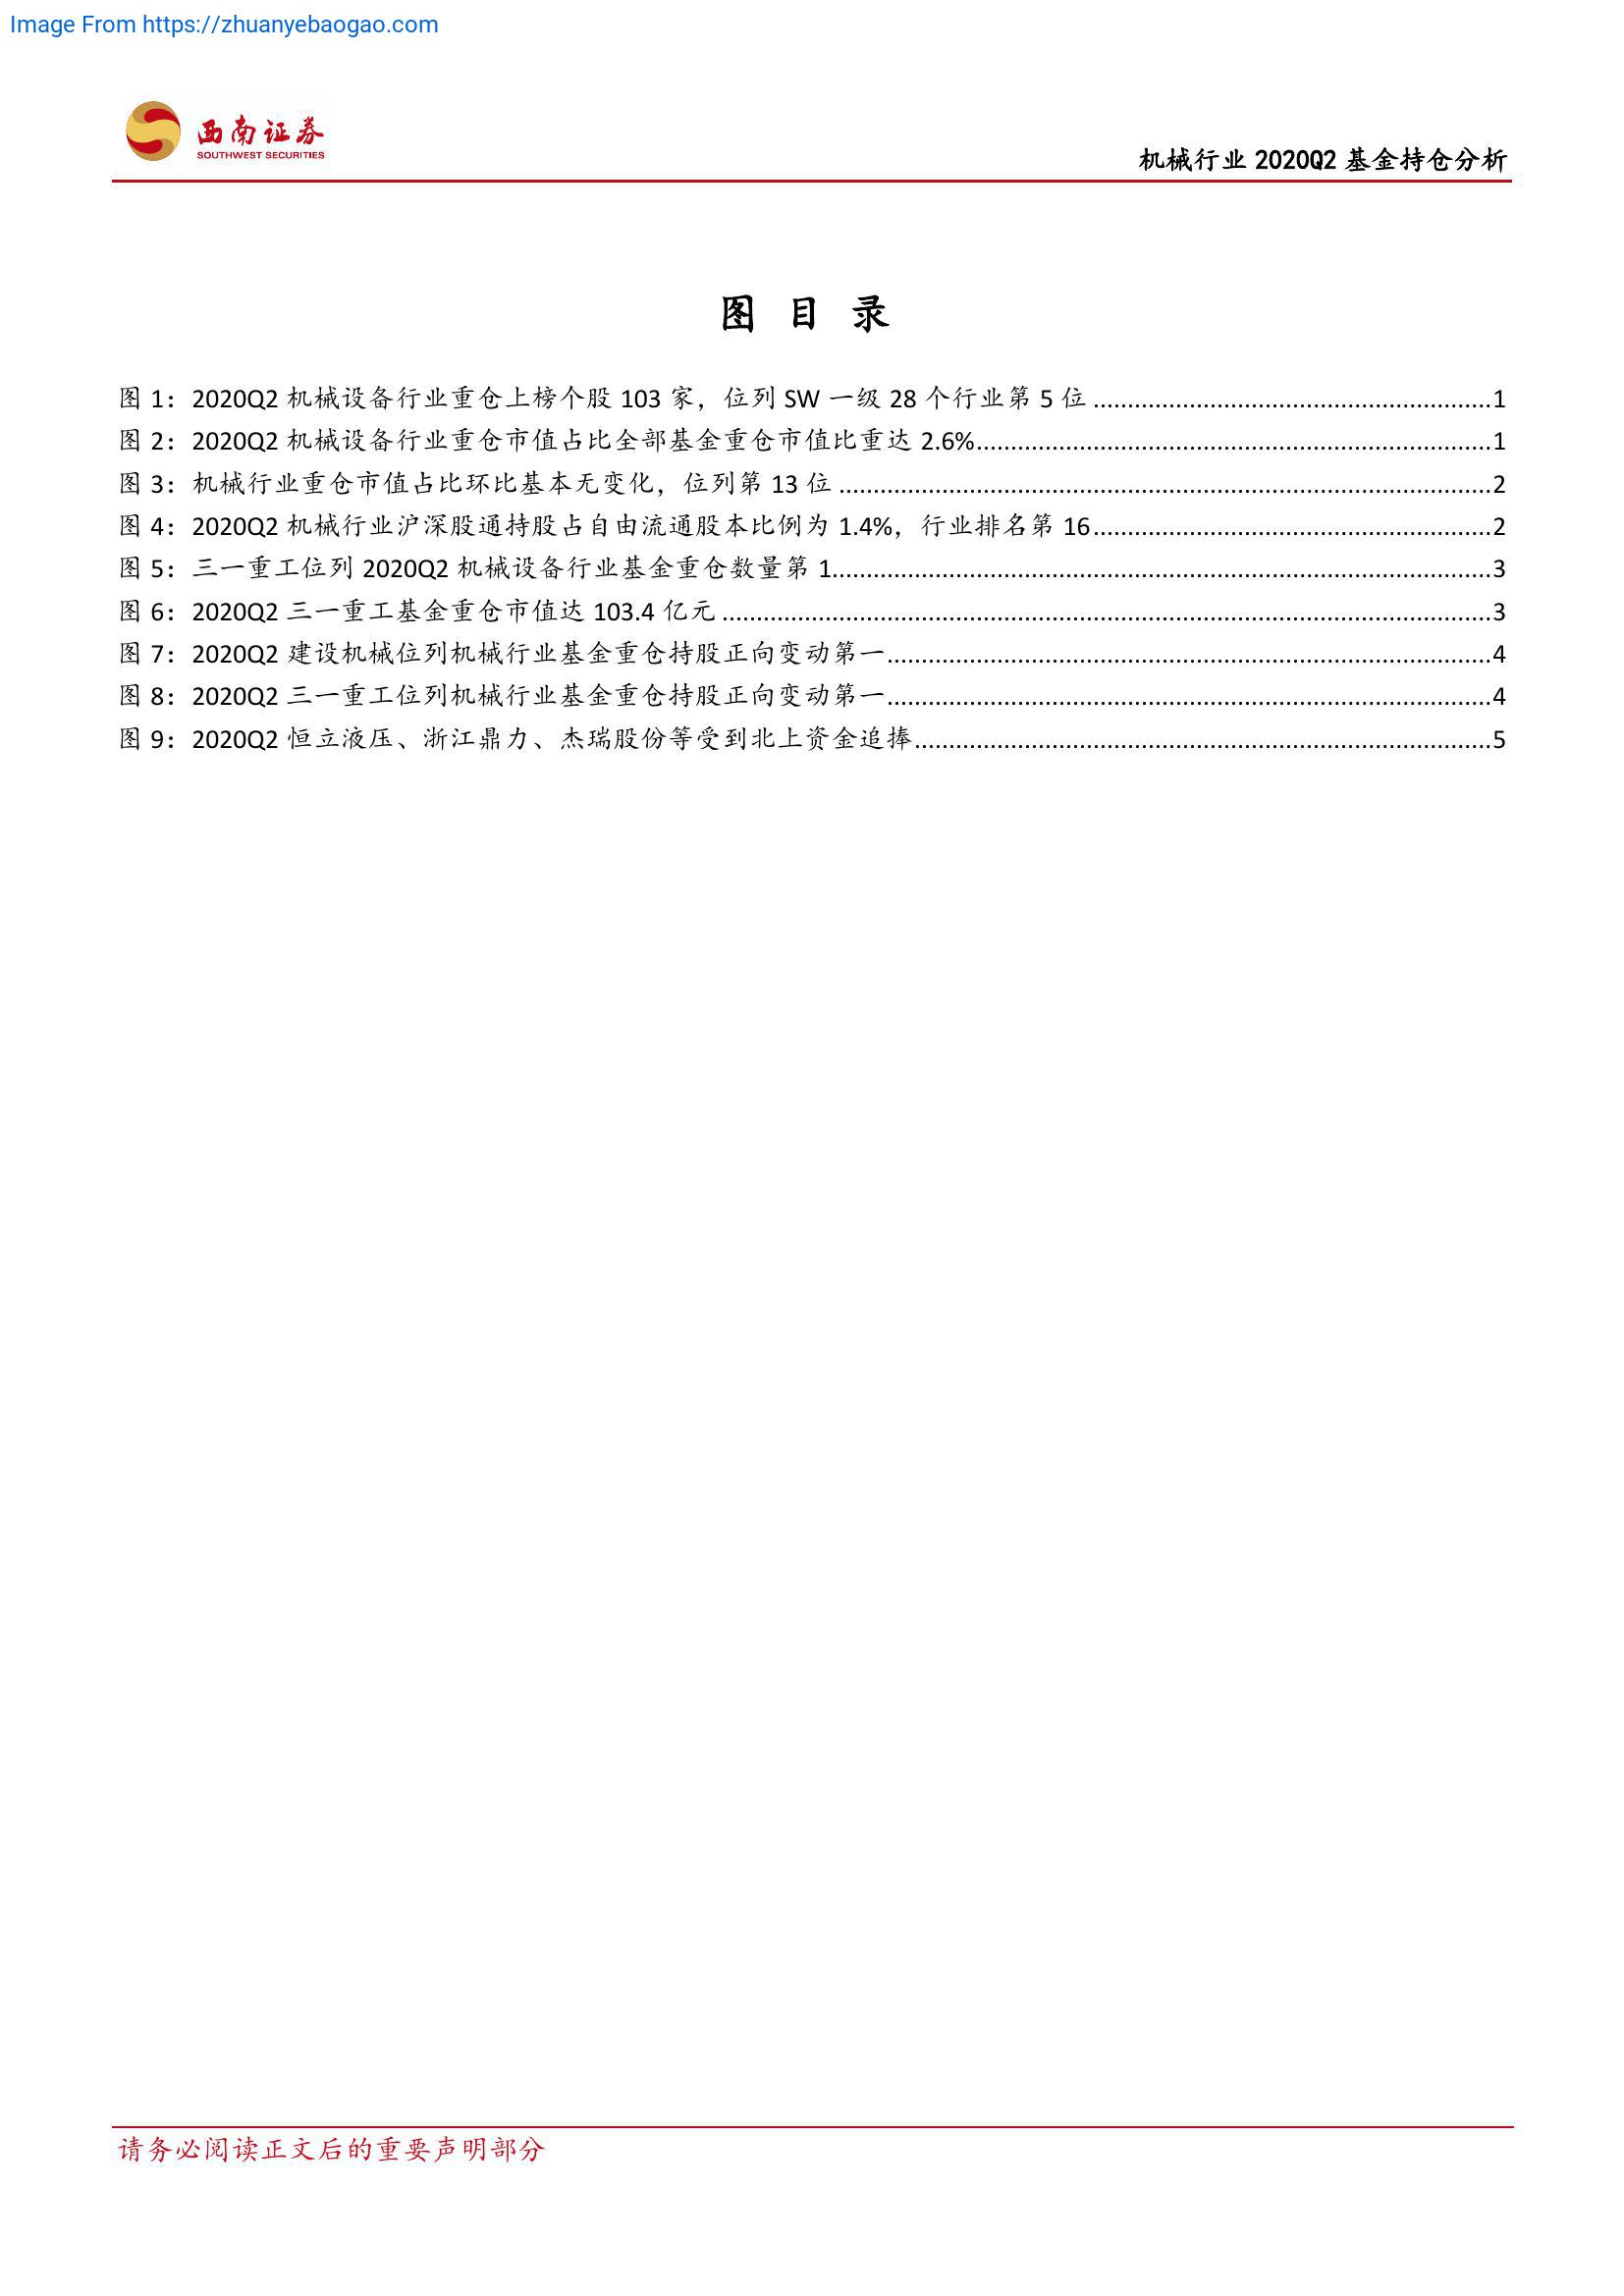 Image From https://zhuanyebaogao.com
西南证券
SOUTHWEST SECURITIES
机械行业 2020Q2 基金持仓分析
图 目 录
图 1：2020Q2 机械设备行业重仓上榜个股 103 家，位列 SW 一级 28 个行业第 5 位 ........................................................1
图 2：2020Q2 机械设备行业重仓市值占比全部基金重仓市值比重达 2.6%........................................................................1
图 3：机械行业重仓市值占比环比基本无变化，位列第 13 位 ............................................................................................2
图 4：2020Q2 机械行业沪深股通持股占自由流通股本比例为 1.4%，行业排名第 16........................................................2
图 5：三一重工位列 2020Q2 机械设备行业基金重仓数量第 1.............................................................................................3
图 6：2020Q2 三一重工基金重仓市值达 103.4 亿元 .............................................................................................................3
图 7：2020Q2 建设机械位列机械行业基金重仓持股正向变动第一.....................................................................................4
图 8：2020Q2 三一重工位列机械行业基金重仓持股正向变动第一.....................................................................................4
图 9：2020Q2 恒立液压、浙江鼎力、杰瑞股份等受到北上资金追捧.................................................................................5
请务必阅读正文后的重要声明部分